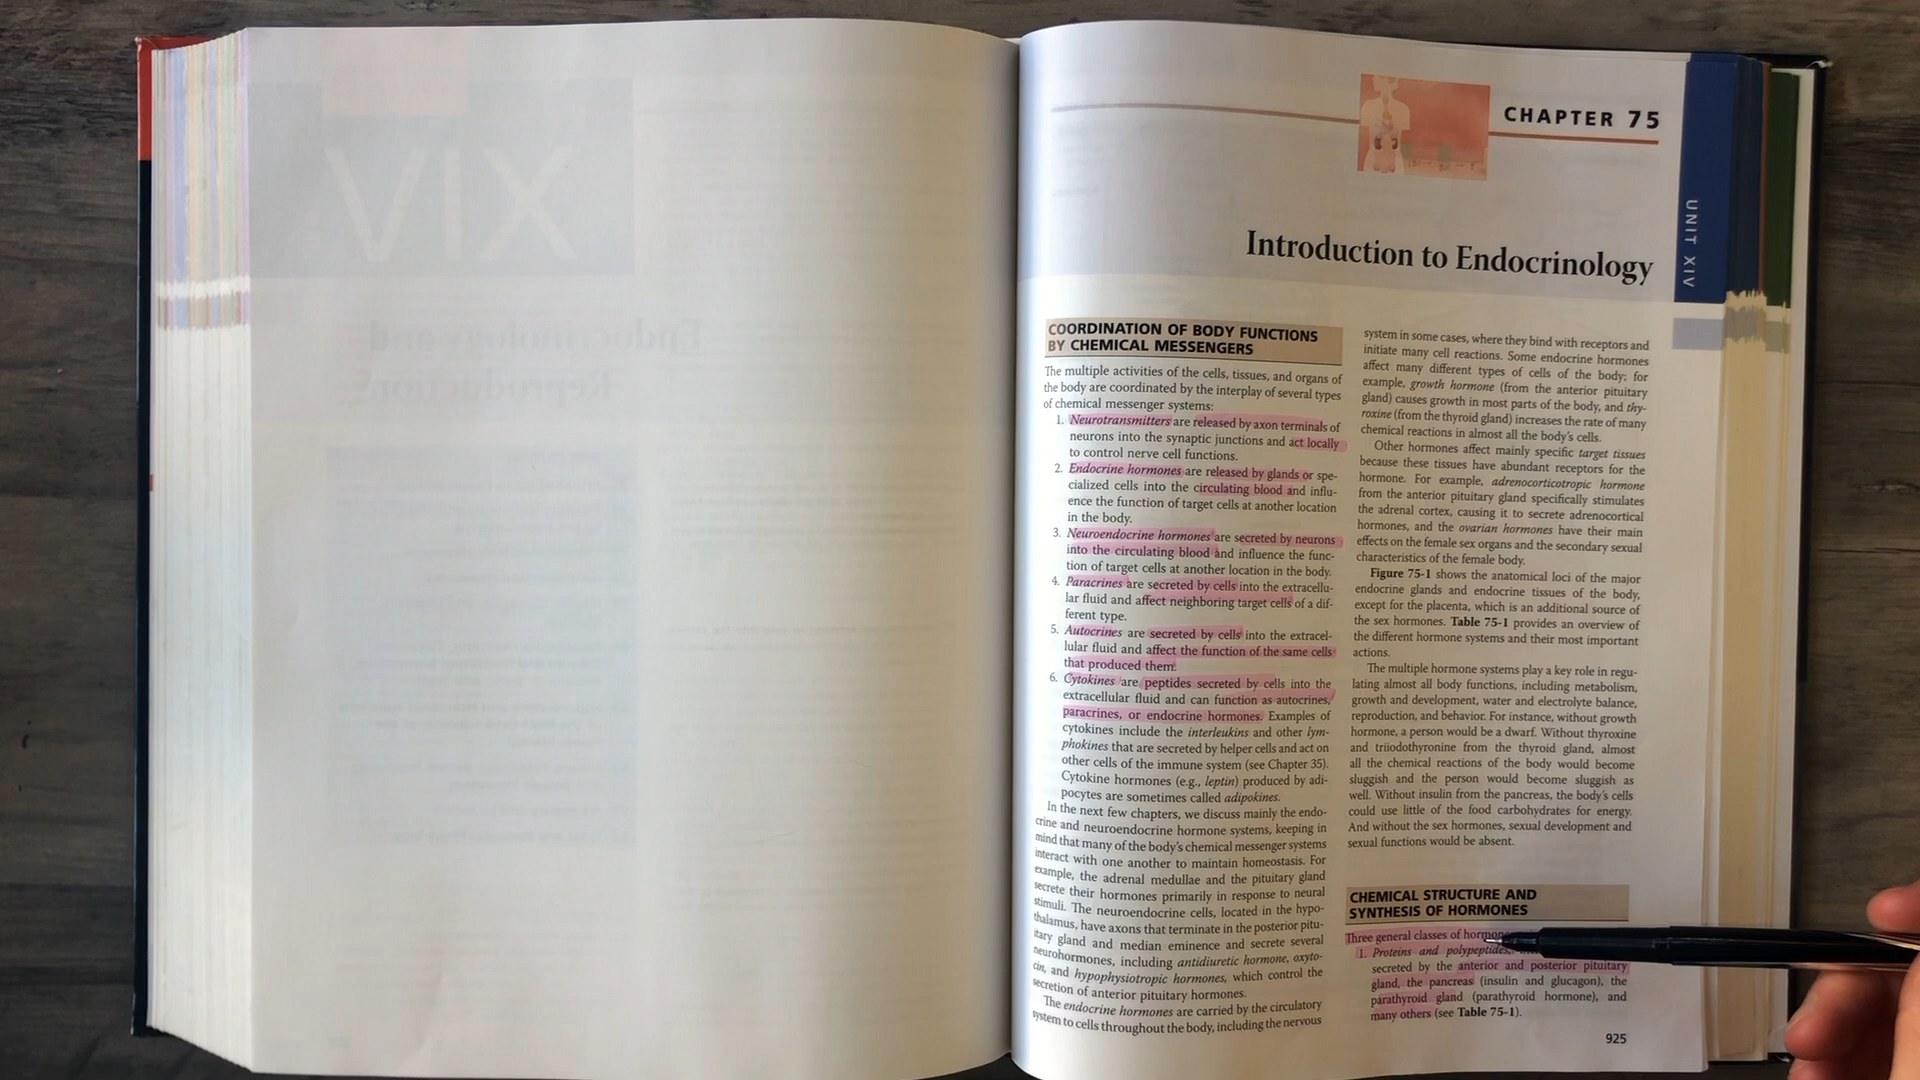 CHAPTER 75
UNIT XIV
Introduction to Endocrinology
COORDINATION OF BODY FUNCTIONS
BY CHEMICAL MESSENGERS
The multiple activities of the cells, tissues, and organs of
the body are coordinated by the interplay of several types
of chemical messenger systems:
1. Neurotransmitters are released by axon terminals of
neurons into the synaptic junctions and act locally
to control nerve cell functions.
2. Endocrine hormones are released by glands or spe-
cialized cells into the circulating blood and influ-
ence the function of target cells at another location
in the body.
3. Neuroendocrine hormones are secreted by neurons
into the circulating blood and influence the func-
tion of target cells at another location in the body.
4. Paracrines are secreted by cells into the extracellu-
lar fluid and affect neighboring target cells of a dif-
ferent type.
5. Autocrines are secreted by cells into the extracel-
lular fluid and affect the function of the same cells
that produced them.
6. Cytokines are peptides secreted by cells into the
extracellular fluid and can function as autocrines,
paracrines, or endocrine hormones. Examples of
cytokines include the interleukins and other lym-
phokines that are secreted by helper cells and act on
other cells of the immune system (see Chapter 35).
Cytokine hormones (e.g., leptin) produced by adi-
pocytes are sometimes called adipokines.
In the next few chapters, we discuss mainly the endo-
crine and neuroendocrine hormone systems, keeping in
mind that many of the body's chemical messenger systems
interact with one another to maintain homeostasis. For
example, the adrenal medullae and the pituitary gland
secrete their hormones primarily in response to neural
stimuli. The neuroendocrine cells, located in the hypo-
thalamus, have axons that terminate in the posterior pitu-
itary gland and median eminence and secrete several
neurohormones, including antidiuretic hormone, oxyto-
cin, and hypophysiotropic hormones, which control the
secretion of anterior pituitary hormones.
The endocrine hormones are carried by the circulatory
system to cells throughout the body, including the nervous
system in some cases, where they bind with receptors and
initiate many cell reactions. Some endocrine hormones
affect many different types of cells of the body; for
example, growth hormone (from the anterior pituitary
gland) causes growth in most parts of the body, and thy-
roxine (from the thyroid gland) increases the rate of many
chemical reactions in almost all the body's cells.
Other hormones affect mainly specific target tissues
because these tissues have abundant receptors for the
hormone. For example, adrenocorticotropic hormone
from the anterior pituitary gland specifically stimulates
the adrenal cortex, causing it to secrete adrenocortical
hormones, and the ovarian hormones have their main
effects on the female sex organs and the secondary sexual
characteristics of the female body.
Figure 75-1 shows the anatomical loci of the major
endocrine glands and endocrine tissues of the body,
except for the placenta, which is an additional source of
the sex hormones. Table 75-1 provides an overview of
the different hormone systems and their most important
actions.
The multiple hormone systems play a key role in regu-
lating almost all body functions, including metabolism,
growth and development, water and electrolyte balance,
reproduction, and behavior. For instance, without growth
hormone, a person would be a dwarf. Without thyroxine
and triiodothyronine from the thyroid gland, almost
all the chemical reactions of the body would become
sluggish and the person would become sluggish as
well. Without insulin from the pancreas, the body's cells
could use little of the food carbohydrates for energy.
And without the sex hormones, sexual development and
sexual functions would be absent.
CHEMICAL STRUCTURE AND
SYNTHESIS OF HORMONES
Three general classes of
1. Proteins and polypeptides,
secreted by the anterior and posterior pituitary
gland, the pancreas (insulin and glucagon), the
parathyroid gland (parathyroid hormone), and
many others (see Table 75-1).
925